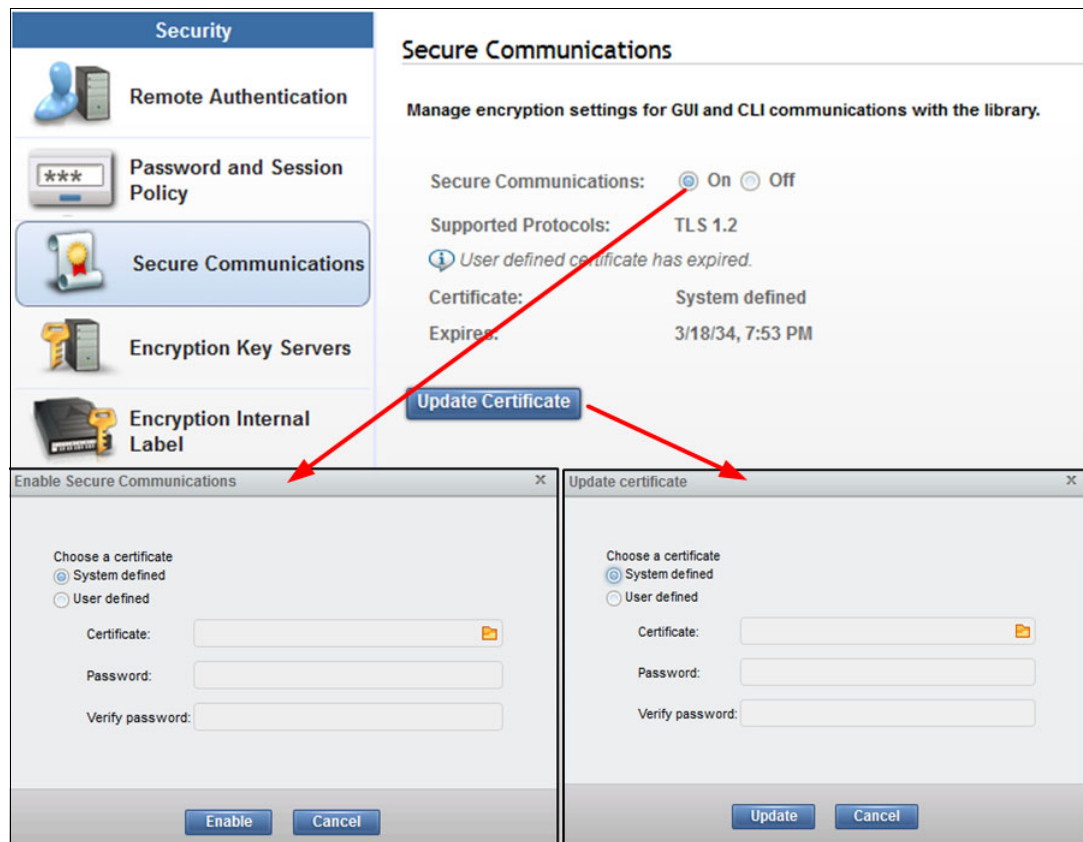 Security
Remote Authentication
***
Password and Session
Policy
Secure Communications
Encryption Key Servers
Encryption Internal
Label
Secure Communications
Manage encryption settings for GUI and CLI communications with the library.
Secure Communications: On Off
Supported Protocols: TLS 1.2
User defined certificate has expired.
Certificate: System defined
Expires: 3/18/34, 7:53 PM
Update Certificate
Enable Secure Communications x
Choose a certificate
System defined
User defined
Certificate:
Password:
Verify password:
Enable Cancel
Update certificate x
Choose a certificate
System defined
User defined
Certificate:
Password:
Verify password:
Update Cancel